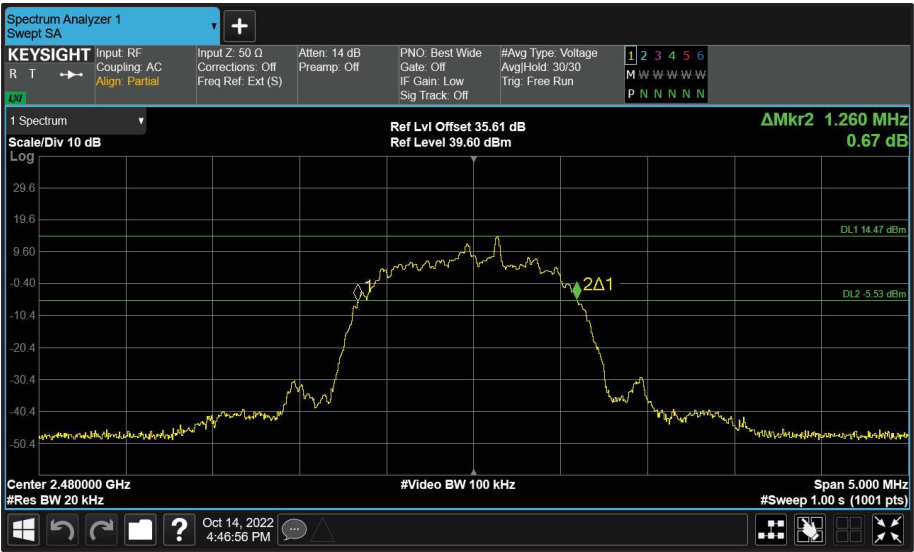 Spectrum Analyzer 1
Swept SA
+
KEYSIGHT
R T
LXI
Input: RF
Coupling: AC
Align: Partial
Input Z: 50 Ω
Corrections: Off
Freq Ref: Ext (S)
Atten: 14 dB
Preamp: Off
PNO: Best Wide
Gate: Off
IF Gain: Low
Sig Track: Off
#Avg Type: Voltage
Avg|Hold: 30/30
Trig: Free Run
1 2 3 4 5 6
M W W W W W
P N N N N N
1 Spectrum
Scale/Div 10 dB
Ref Lvl Offset 35.61 dB
Ref Level 39.60 dBm
ΔMkr2 1.260 MHz
0.67 dB
Log
29.6
19.6
DL1 14.47 dBm
9.60
-0.40
1
2Δ1
DL2 -5.53 dBm
-10.4
-20.4
-30.4
-40.4
-50.4
Center 2.480000 GHz
#Video BW 100 kHz
Span 5.000 MHz
#Res BW 20 kHz
#Sweep 1.00 s (1001 pts)
?
Oct 14, 2022
4:46:56 PM